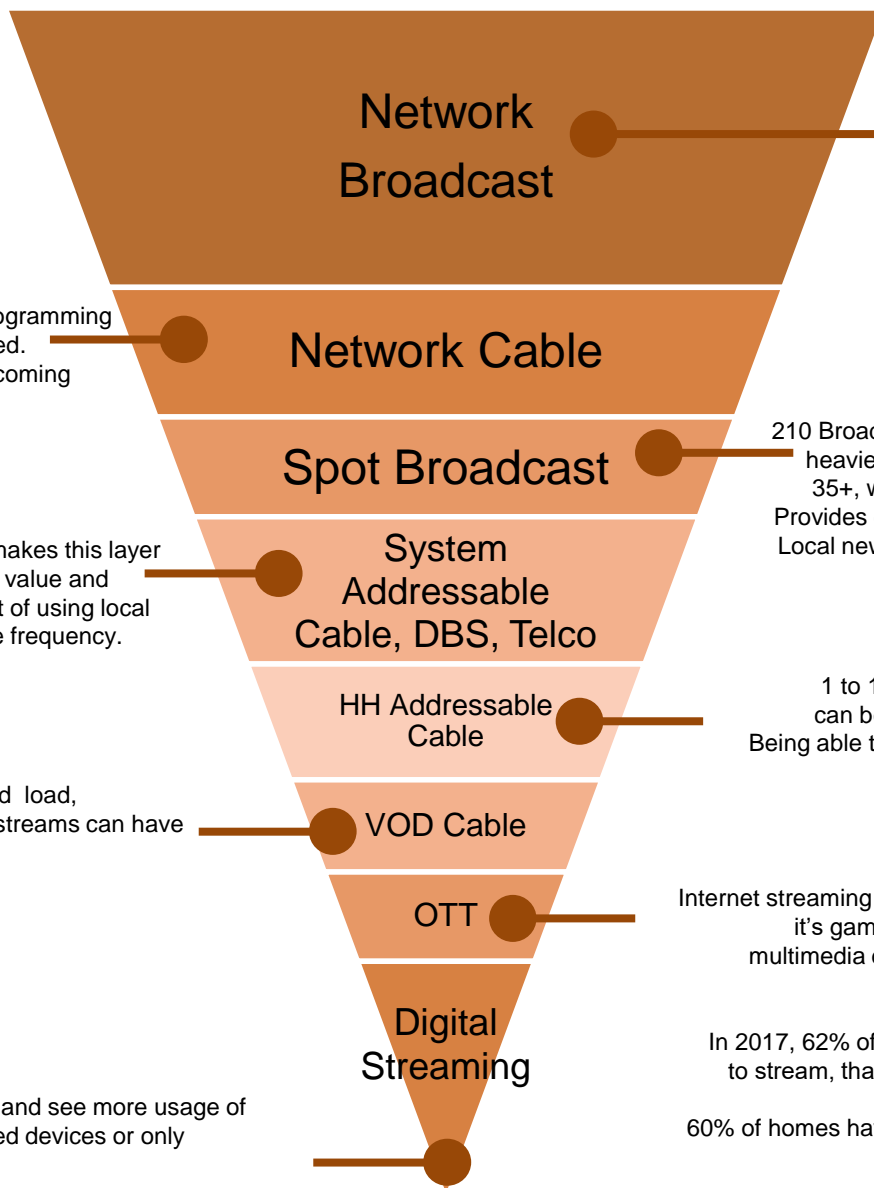 Network
Broadcast
ogramming
ed.
coming
Network Cable
Spot Broadcast
210 Broad
heavie
35+, w
Provides
Local new
makes this layer
value and
t of using local
e frequency.
System
Addressable
Cable, DBS, Telco
HH Addressable
Cable
1 to 1
can be
Being able t
d load,
streams can have
VOD Cable
OTT
Internet streaming
it's gam
multimedia
Digital
Streaming
In 2017, 62% of
to stream, tha
60% of homes hav
and see more usage of
ed devices or only